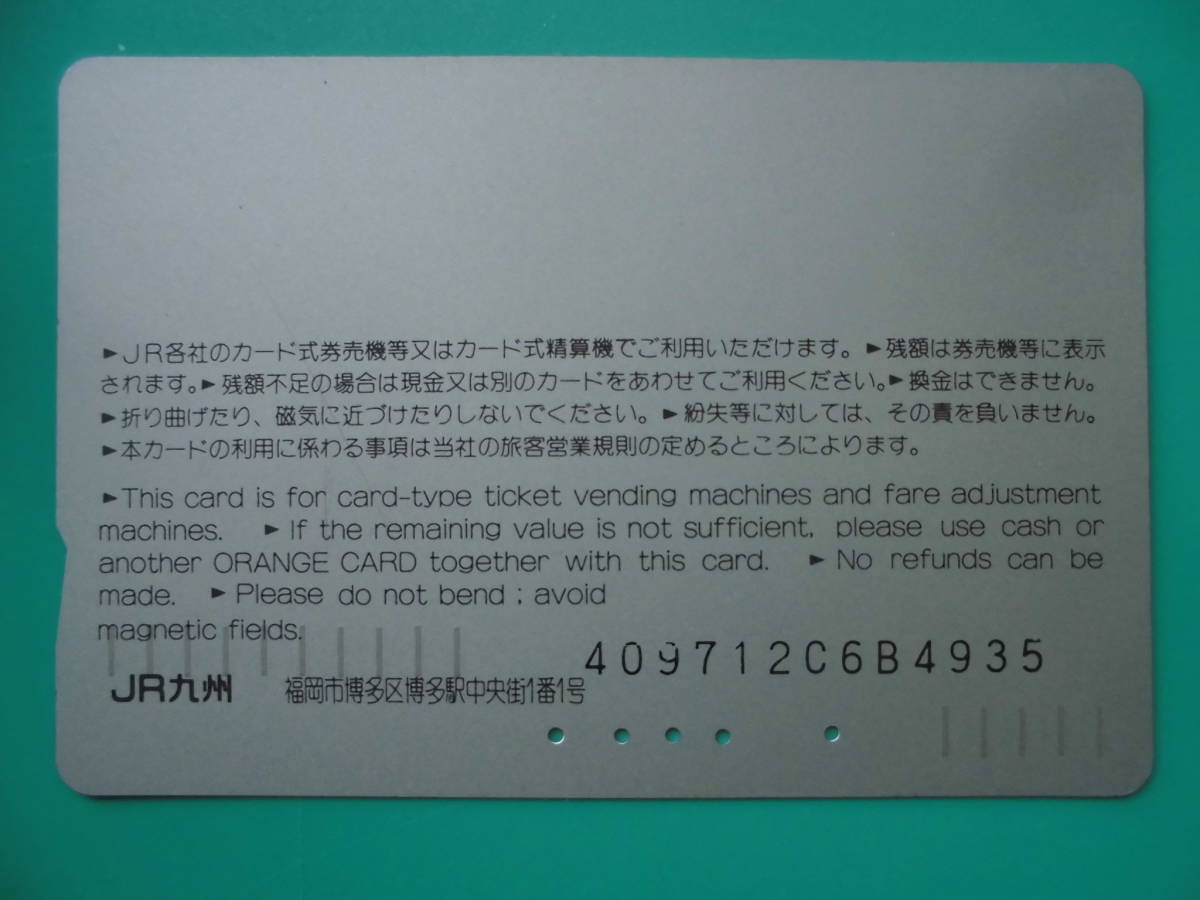 ►JR各社のカード式券売機等又はカード式精算機でご利用いただけます。►残額は券売機等に表示
されます。►残額不足の場合は現金又は別のカードをあわせてご利用ください。►換金はできません。
►折り曲げたり、磁気に近づけたりしないでください。►紛失等に対しては、その責を負いません。
►本カードの利用に係わる事項は当社の旅客営業規則の定めるところによります。
►This card is for card-type ticket vending machines and fare adjustment
machines. ►If the remaining value is not sufficient, please use cash or
another ORANGE CARD together with this card. ►No refunds can be
made. ►Please do not bend ; avoid
magnetic fields.
409712C6B4935
JR九州 福岡市博多区博多駅中央街1番1号